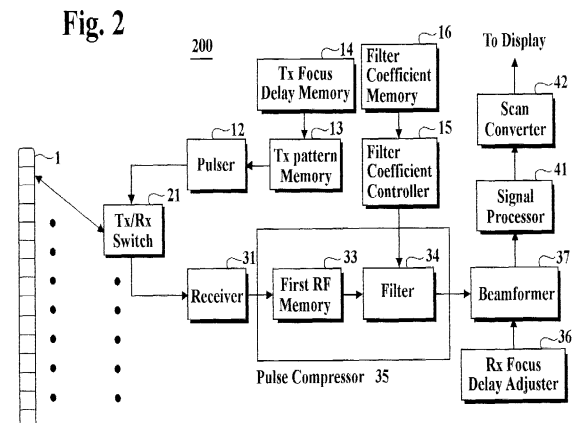 Fig. 2
200
14
Tx Focus
Delay Memory
16
Filter
Coefficient
Memory
To Display
42
Scan
Converter
12
Pulser
13
Tx pattern
Memory
15
Filter
Coefficient
Controller
1
21
Tx/Rx
Switch
41
Signal
Processor
31
Receiver
33
First RF
Memory
34
Filter
37
Beamformer
Pulse Compressor 35
36
Rx Focus
Delay Adjuster